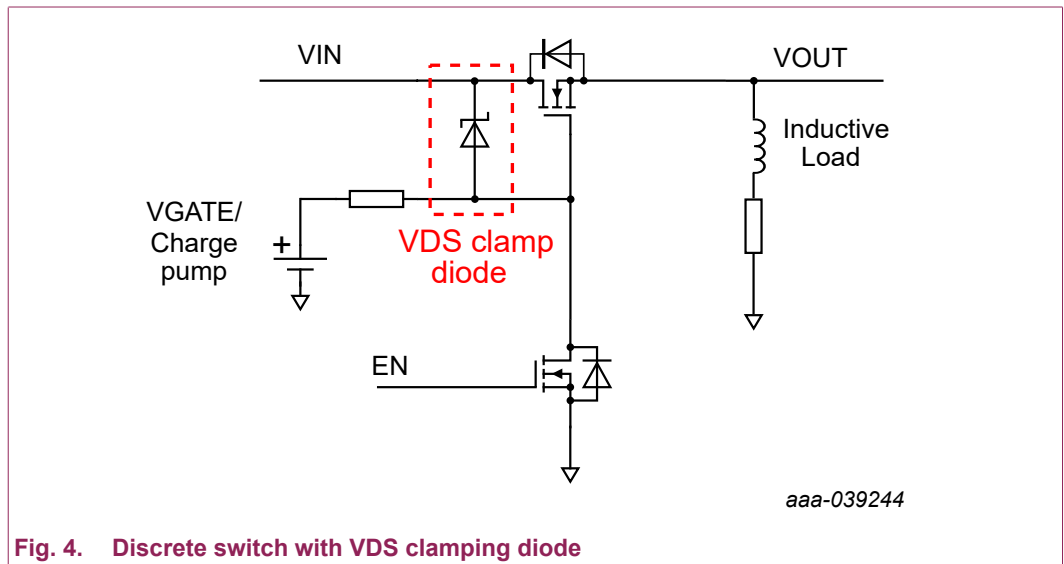 VIN
VOUT
Inductive
Load
VGATE/
Charge
pump
+
VDS clamp
diode
EN
aaa-039244
Fig. 4. Discrete switch with VDS clamping diode